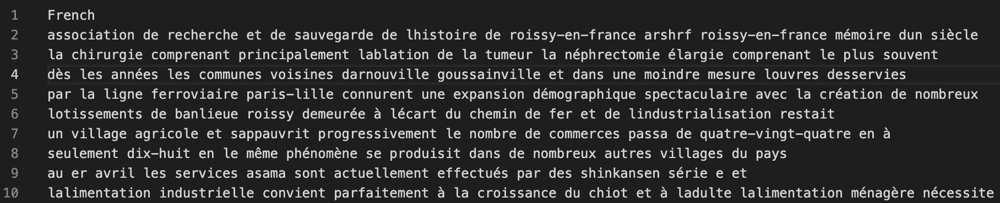 1 French
2 association de recherche et de sauvegarde de lhistoire de roissy-en-france arshrf roissy-en-france mémoire dun siècle
3 la chirurgie comprenant principalement lablation de la tumeur la néphrectomie élargie comprenant le plus souvent
4 dès les années les communes voisines darnouville goussainville et dans une moindre mesure louvres desservies
5 par la ligne ferroviaire paris-lille connurent une expansion démographique spectaculaire avec la création de nombreux
6 lotissements de banlieue roissy demeurée à lécart du chemin de fer et de lindustrialisation restait
7 un village agricole et sappauvrit progressivement le nombre de commerces passa de quatre-vingt-quatre en à
8 seulement dix-huit en le même phénomène se produisit dans de nombreux autres villages du pays
9 au er avril les services asama sont actuellement effectués par des shinkansen série e et
10 lalimentation industrielle convient parfaitement à la croissance du chiot et à ladulte lalimentation ménagère nécessite